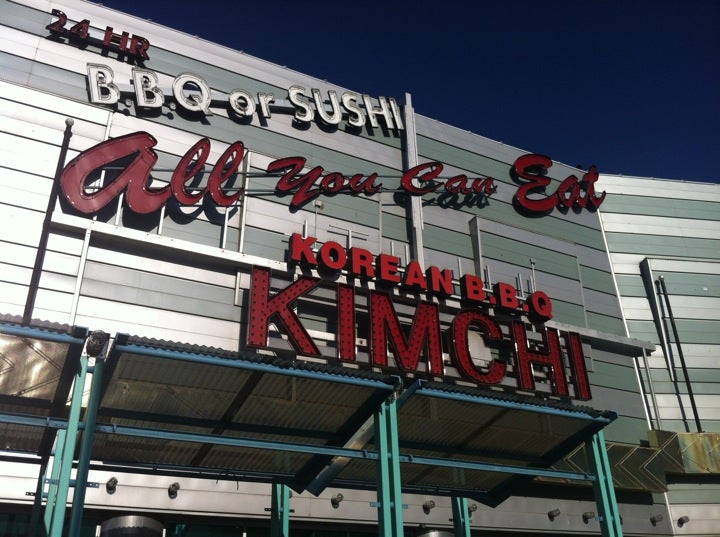 24 HR
B.B.Q or SUSHI
All You Can Eat
KOREAN B.B.Q
KIMCHI